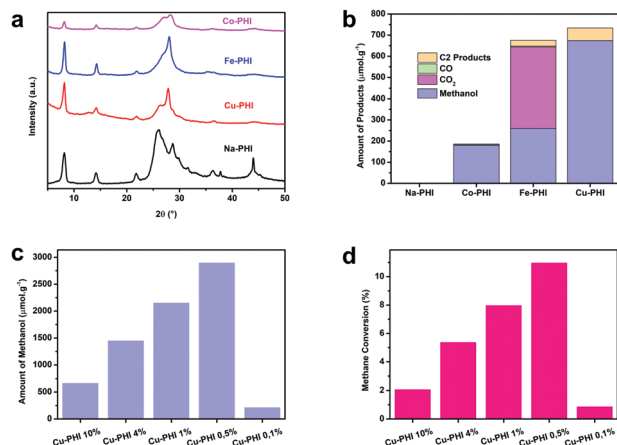 a
Co-PHI
Fe-PHI
Cu-PHI
Na-PHI
Intensity (a.u.)
10 20 30 40 50
2θ (°)
b
800
700
600
500
400
300
200
100
0
Amount of Products (μmol.g⁻¹)
C2 Products
CO
CO₂
Methanol
Na-PHI Co-PHI Fe-PHI Cu-PHI
c
3000
2500
2000
1500
1000
500
0
Amount of Methanol (μmol.g⁻¹)
Cu-PHI 10% Cu-PHI 4% Cu-PHI 1% Cu-PHI 0,5% Cu-PHI 0,1%
d
10
8
6
4
2
0
Methane Conversion (%)
Cu-PHI 10% Cu-PHI 4% Cu-PHI 1% Cu-PHI 0,5% Cu-PHI 0,1%